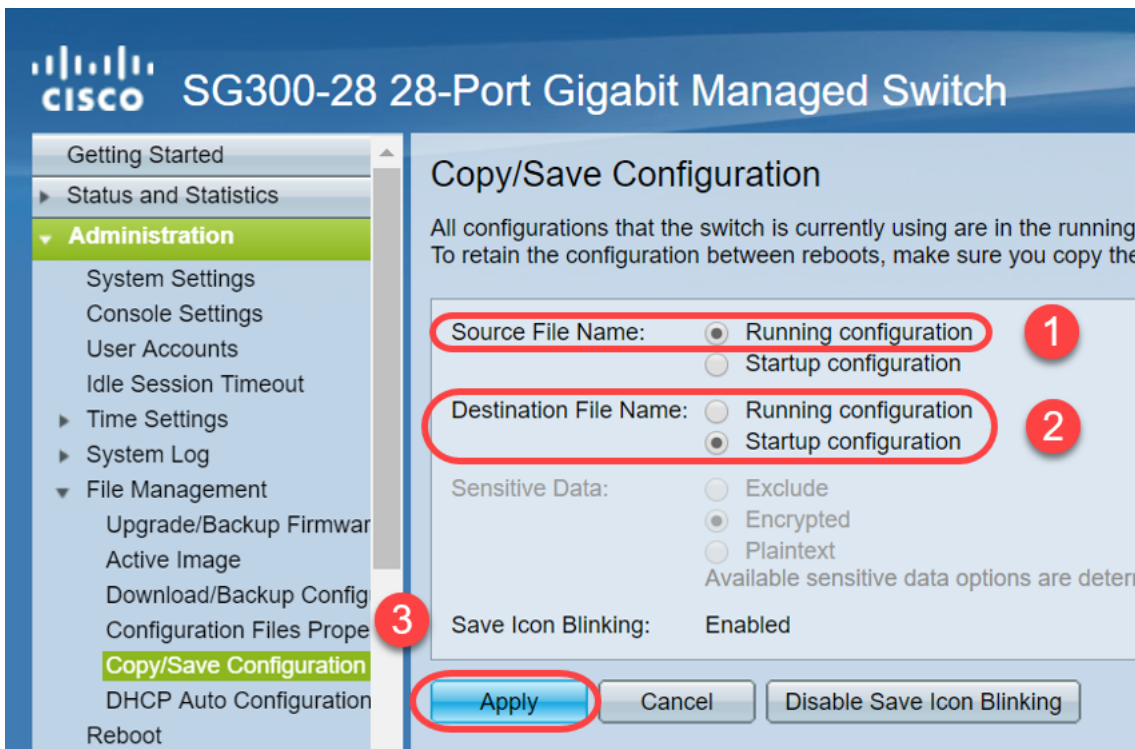 CISCO
SG300-28 28-Port Gigabit Managed Switch
Getting Started
Status and Statistics
Administration
System Settings
Console Settings
User Accounts
Idle Session Timeout
Time Settings
System Log
File Management
Upgrade/Backup Firmwar
Active Image
Download/Backup Config
Configuration Files Prope
Copy/Save Configuration
DHCP Auto Configuration
Reboot
Copy/Save Configuration
All configurations that the switch is currently using are in the running
To retain the configuration between reboots, make sure you copy the
Source File Name: Running configuration 1
Startup configuration
Destination File Name: Running configuration 2
Startup configuration
Sensitive Data: Exclude
Encrypted
Plaintext
Available sensitive data options are deter
Save Icon Blinking: Enabled
3
Apply Cancel Disable Save Icon Blinking